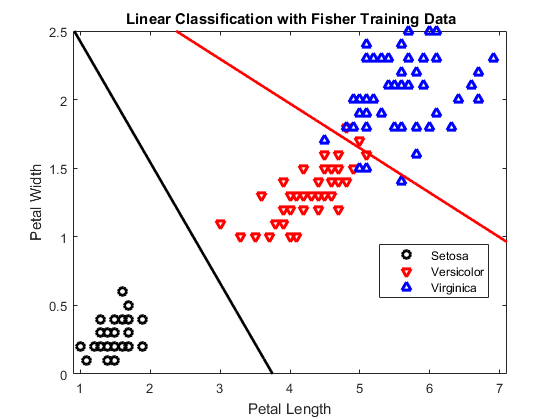 Linear Classification with Fisher Training Data
2.5
2
1.5
1
0.5
0
Petal Width
Setosa
Versicolor
Virginica
1
2
3
4
5
6
7
Petal Length